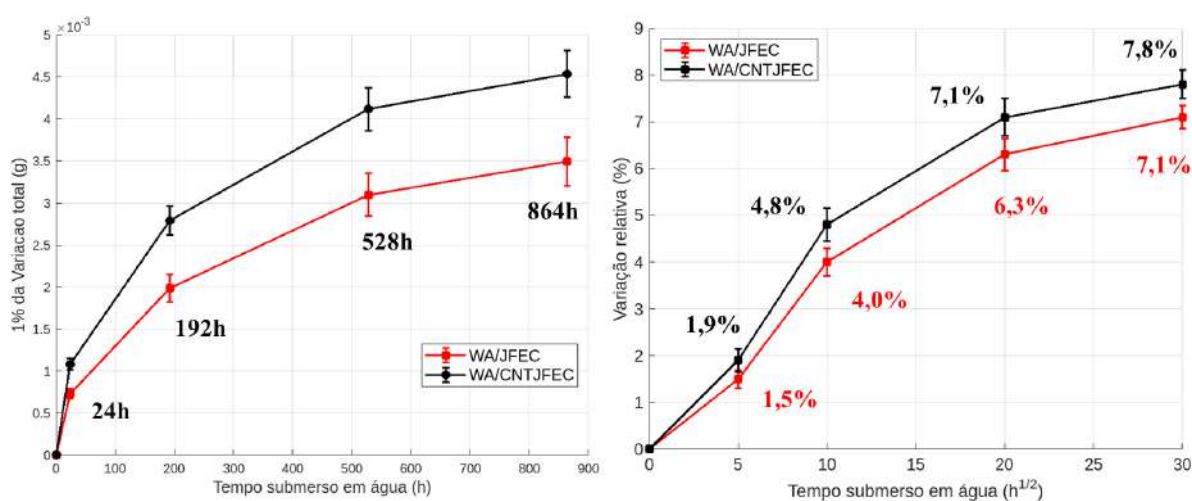 ×10⁻³
5
4.5
4
3.5
3
2.5
2
1.5
1
0.5
0
1% da Variacao total (g)
24h
192h
528h
864h
WA/JFEC
WA/CNTJFEC
0 100 200 300 400 500 600 700 800 900
Tempo submerso em água (h)
9
8
7
6
5
4
3
2
1
0
Variação relativa (%)
WA/JFEC
WA/CNTJFEC
1,9%
4,8%
7,1%
7,8%
1,5%
4,0%
6,3%
7,1%
0 5 10 15 20 25 30
Tempo submerso em água (h^1/2)